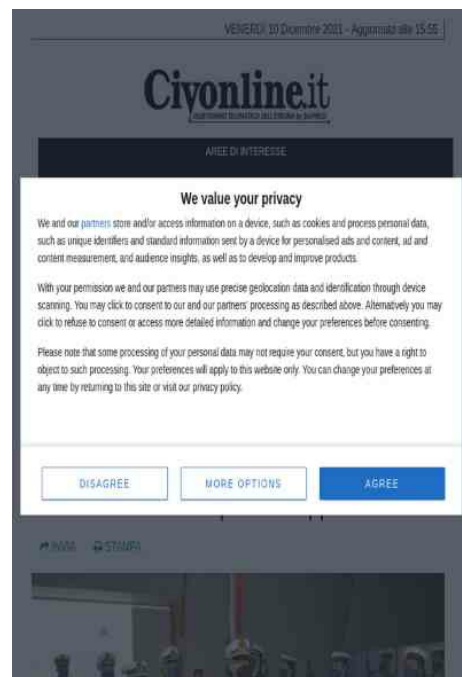 VENERDÌ 10 Dicembre 2021 - Aggiornato alle 15:55
Civonline.it
AREE DI INTERESSE
We value your privacy
We and our partners store and/or access information on a device, such as cookies and process personal data,
such as unique identifiers and standard information sent by a device for personalised ads and content, ad and
content measurement, and audience insights, as well as to develop and improve products.
With your permission we and our partners may use precise geolocation data and identification through device
scanning. You may click to consent to our and our partners' processing as described above. Alternatively you may
click to refuse to consent or access more detailed information and change your preferences before consenting.
Please note that some processing of your personal data may not require your consent, but you have a right to
object to such processing. Your preferences will apply to this website only. You can change your preferences at
any time by returning to this site or visit our privacy policy.
DISAGREE
MORE OPTIONS
AGREE
INVIA
STAMPA